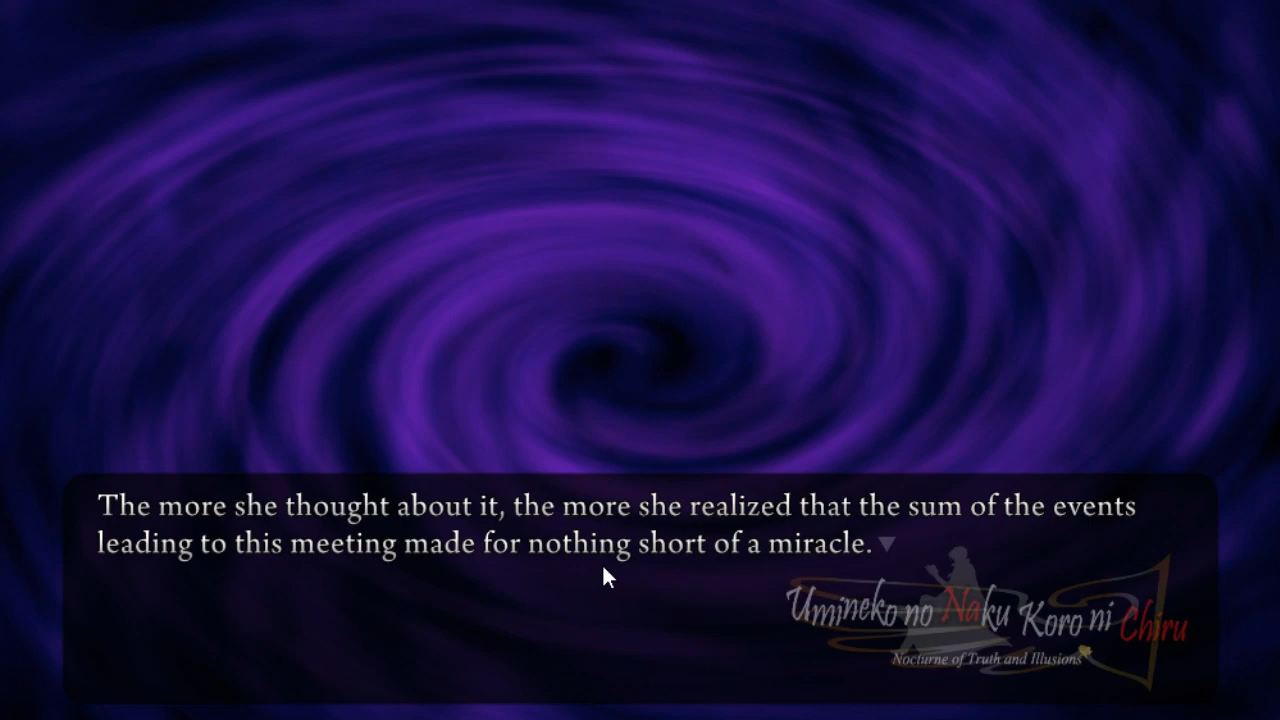 The more she thought about it, the more she realized that the sum of the events
leading to this meeting made for nothing short of a miracle.
Umineko no Naku Koro ni Chiru
Nocturne of Truth and Illusions